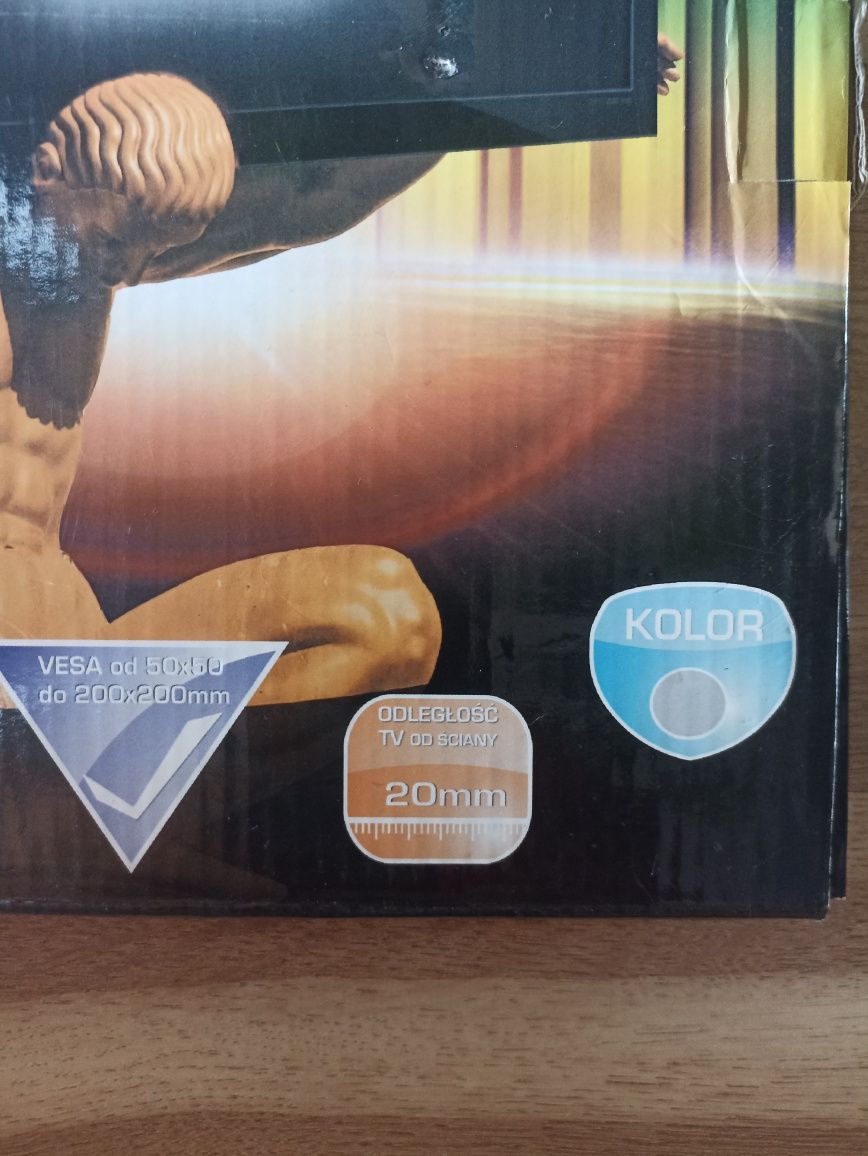 VESA od 50x50
do 200x200mm
ODLEGŁOŚĆ
TV OD ŚCIANY
20mm
KOLOR